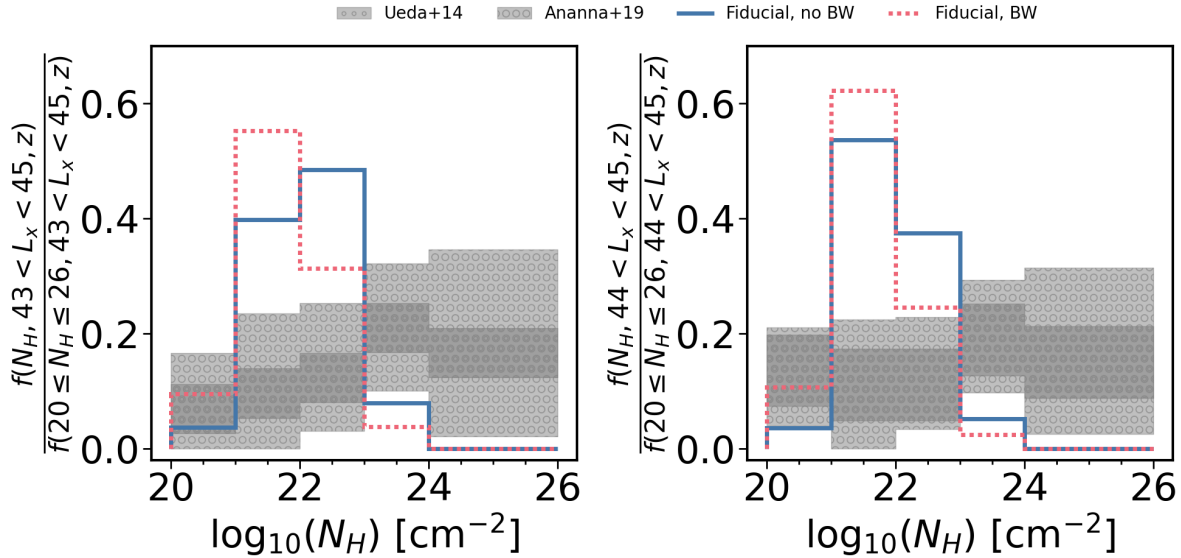 Ueda+14 Ananna+19 Fiducial, no BW Fiducial, BW
f(N_H, 43 < L_x < 45, z)
f(20 ≤ N_H ≤ 26, 43 < L_x < 45, z)
0.6
0.4
0.2
0.0
20 22 24 26
log₁₀(N_H) [cm⁻²]
f(N_H, 44 < L_x < 45, z)
f(20 ≤ N_H ≤ 26, 44 < L_x < 45, z)
0.6
0.4
0.2
0.0
20 22 24 26
log₁₀(N_H) [cm⁻²]